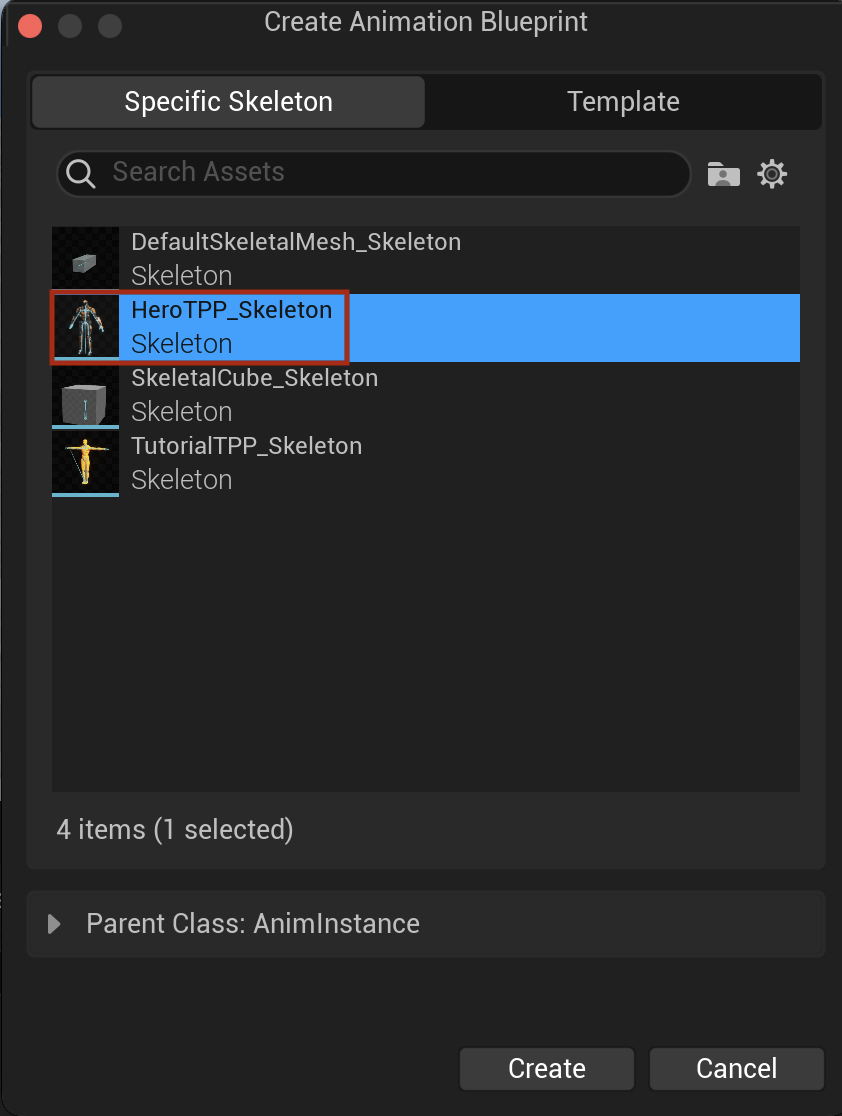 Create Animation Blueprint
Specific Skeleton
Template
Search Assets
DefaultSkeletalMesh_Skeleton
Skeleton
HeroTPP_Skeleton
Skeleton
SkeletalCube_Skeleton
Skeleton
TutorialTPP_Skeleton
Skeleton
4 items (1 selected)
Parent Class: AnimInstance
Create
Cancel